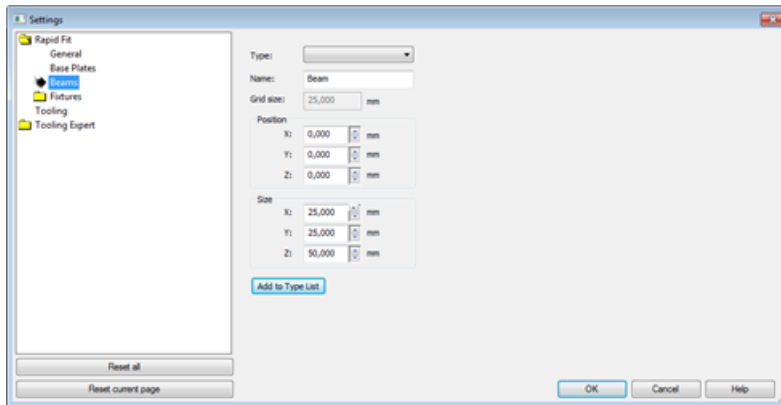 Settings
Rapid Fit
General
Base Plates
Beams
Fixtures
Tooling
Tooling Expert
Reset all
Reset current page
Type:
Name: Beam
Grid size: 25,000 mm
Position
X: 0,000 mm
Y: 0,000 mm
Z: 0,000 mm
Size
X: 25,000 mm
Y: 25,000 mm
Z: 50,000 mm
Add to Type List
OK Cancel Help